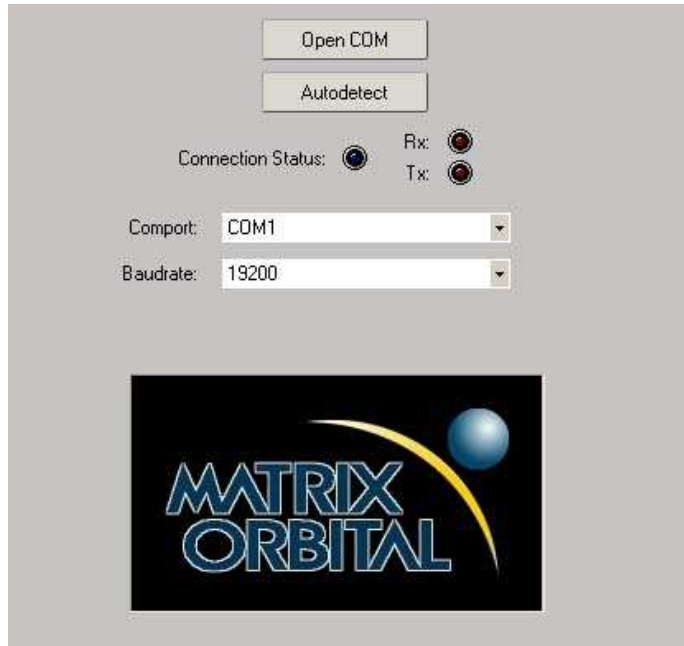 Open COM
Autodetect
Connection Status:
Rx:
Tx:
Comport: COM1
Baudrate: 19200
MATRIX
ORBITAL